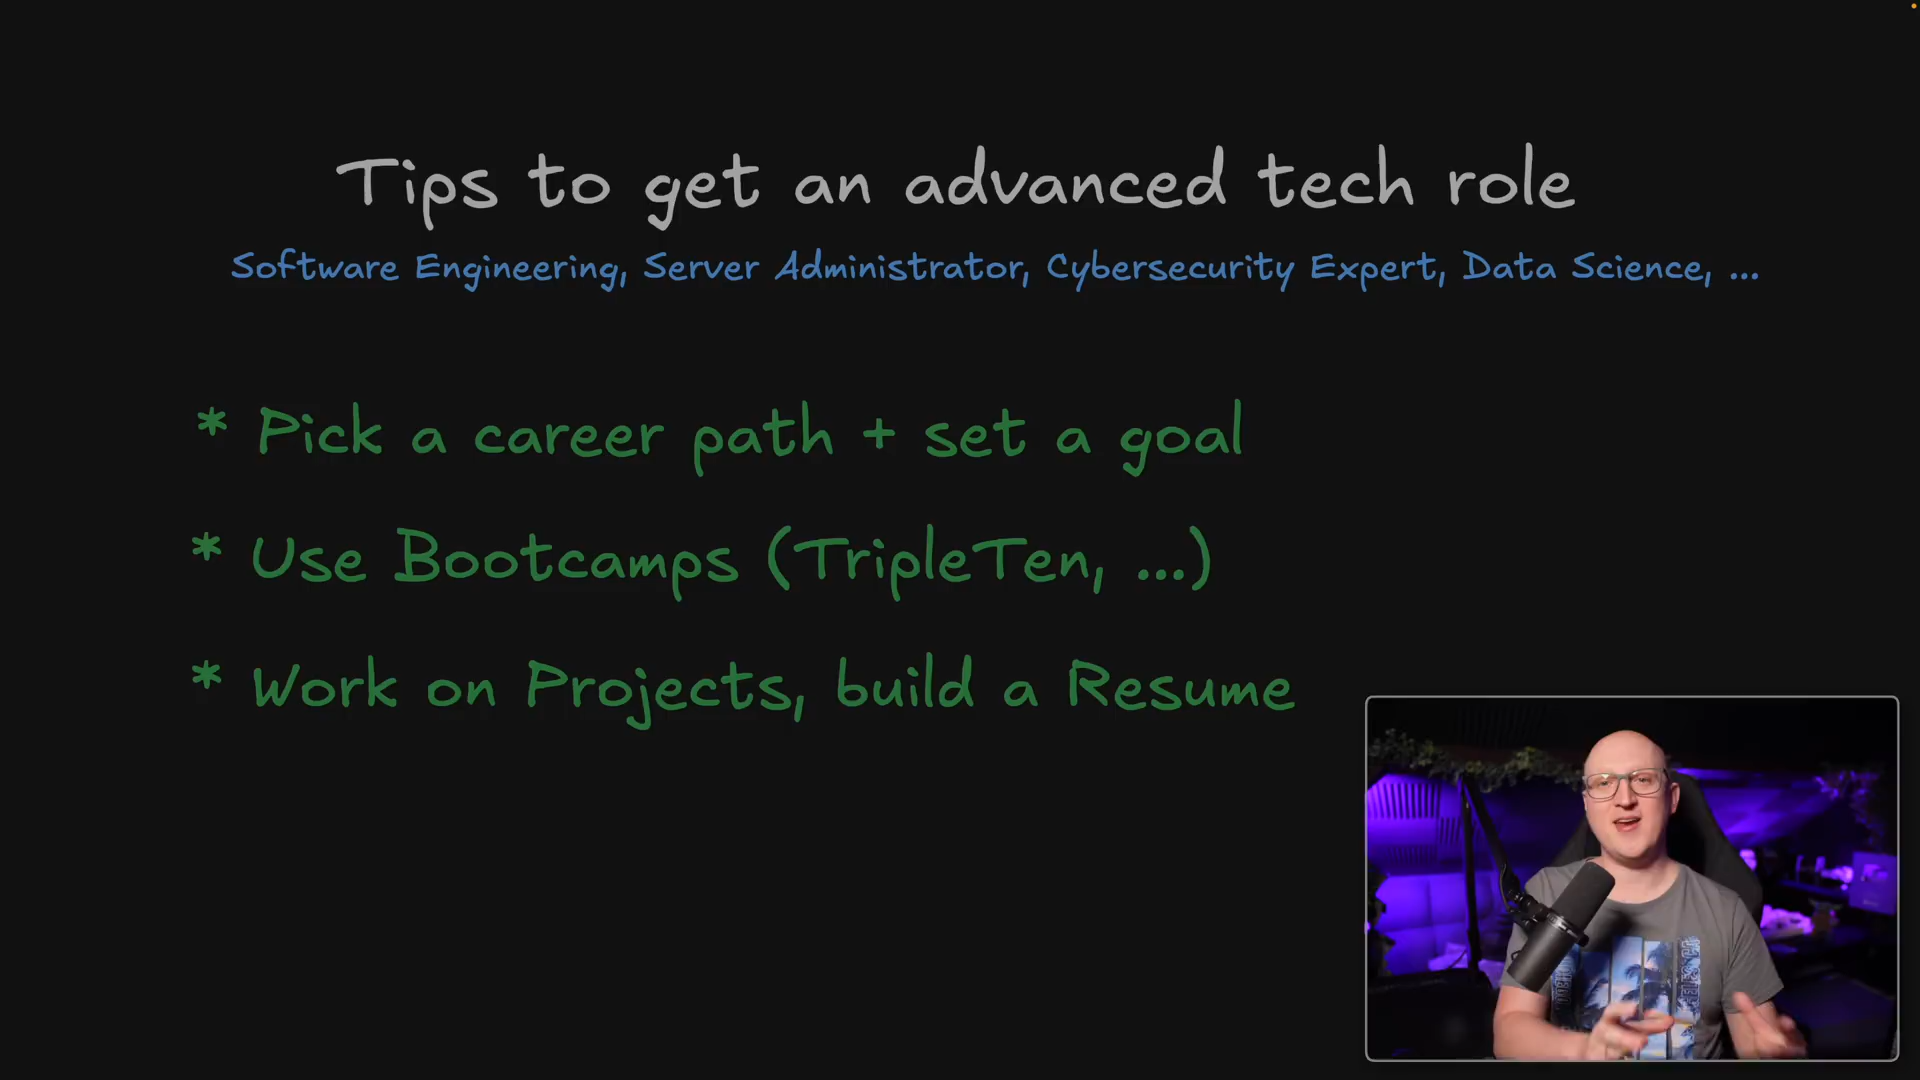 Tips to get an advanced tech role
Software Engineering, Server Administrator, Cybersecurity Expert, Data Science, ...
* Pick a career path + set a goal
* Use Bootcamps (TripleTen, ...)
* Work on Projects, build a Resume